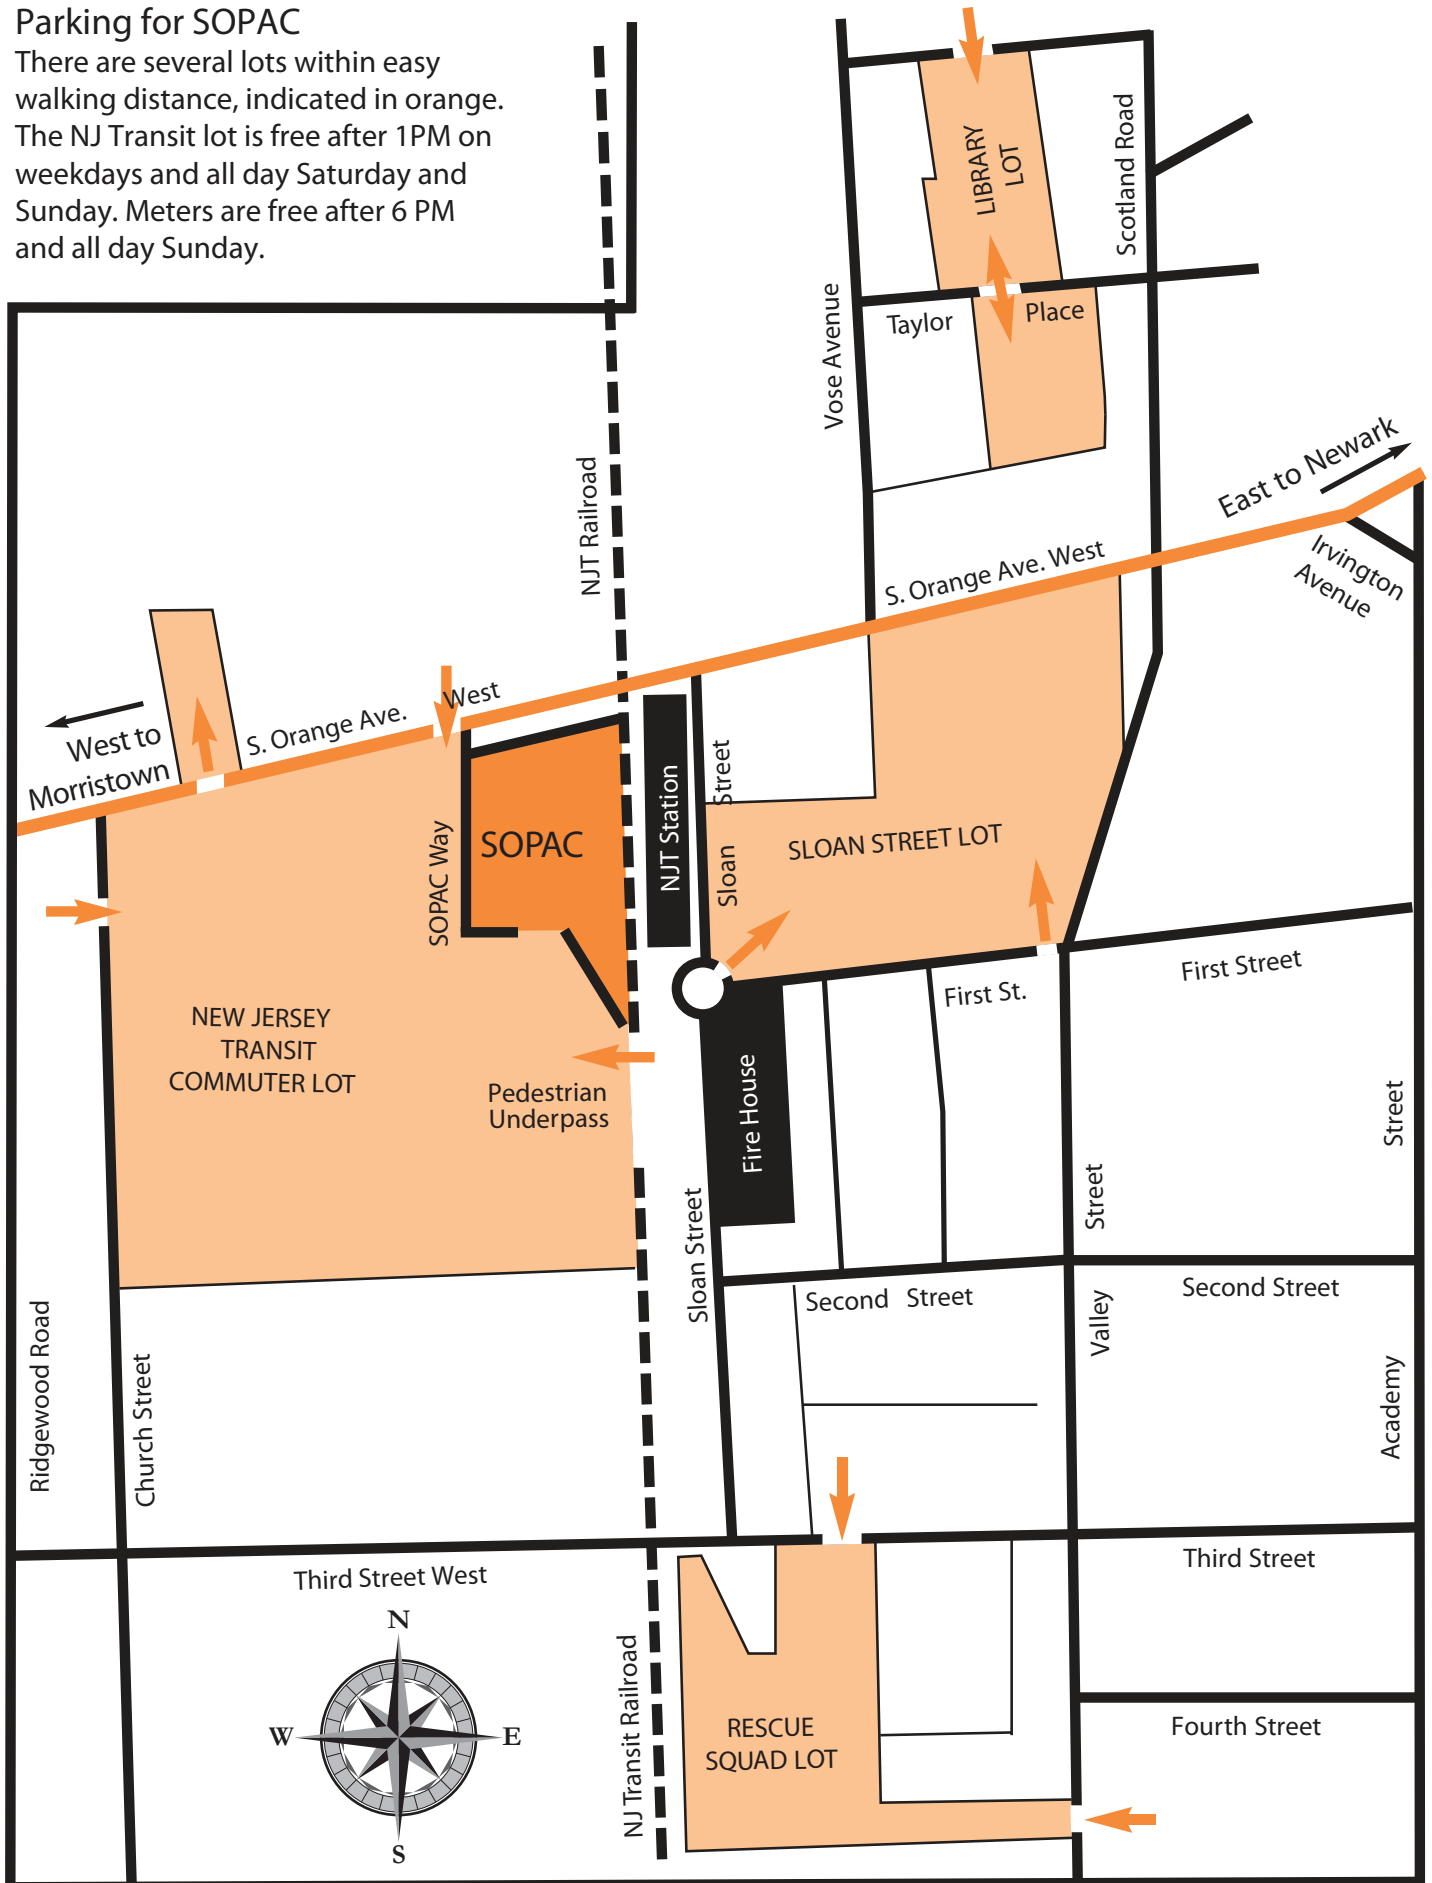 Parking for SOPAC
There are several lots within easy
walking distance, indicated in orange.
The NJ Transit lot is free after 1PM on
weekdays and all day Saturday and
Sunday. Meters are free after 6 PM
and all day Sunday.
LIBRARY
LOT
Scotland Road
Vose Avenue
Taylor
Place
East to Newark
NJT Railroad
S. Orange Ave. West
Irvington
Avenue
West to
Morristown
S. Orange Ave.
West
SOPAC Way
SOPAC
NJT Station
Street
Sloan
SLOAN STREET LOT
First Street
First St.
NEW JERSEY
TRANSIT
COMMUTER LOT
Pedestrian
Underpass
Fire House
Street
Street
Sloan Street
Second Street
Second Street
Valley
Academy
Ridgewood Road
Church Street
Third Street West
Third Street
N
W
E
S
NJ Transit Railroad
RESCUE
SQUAD LOT
Fourth Street